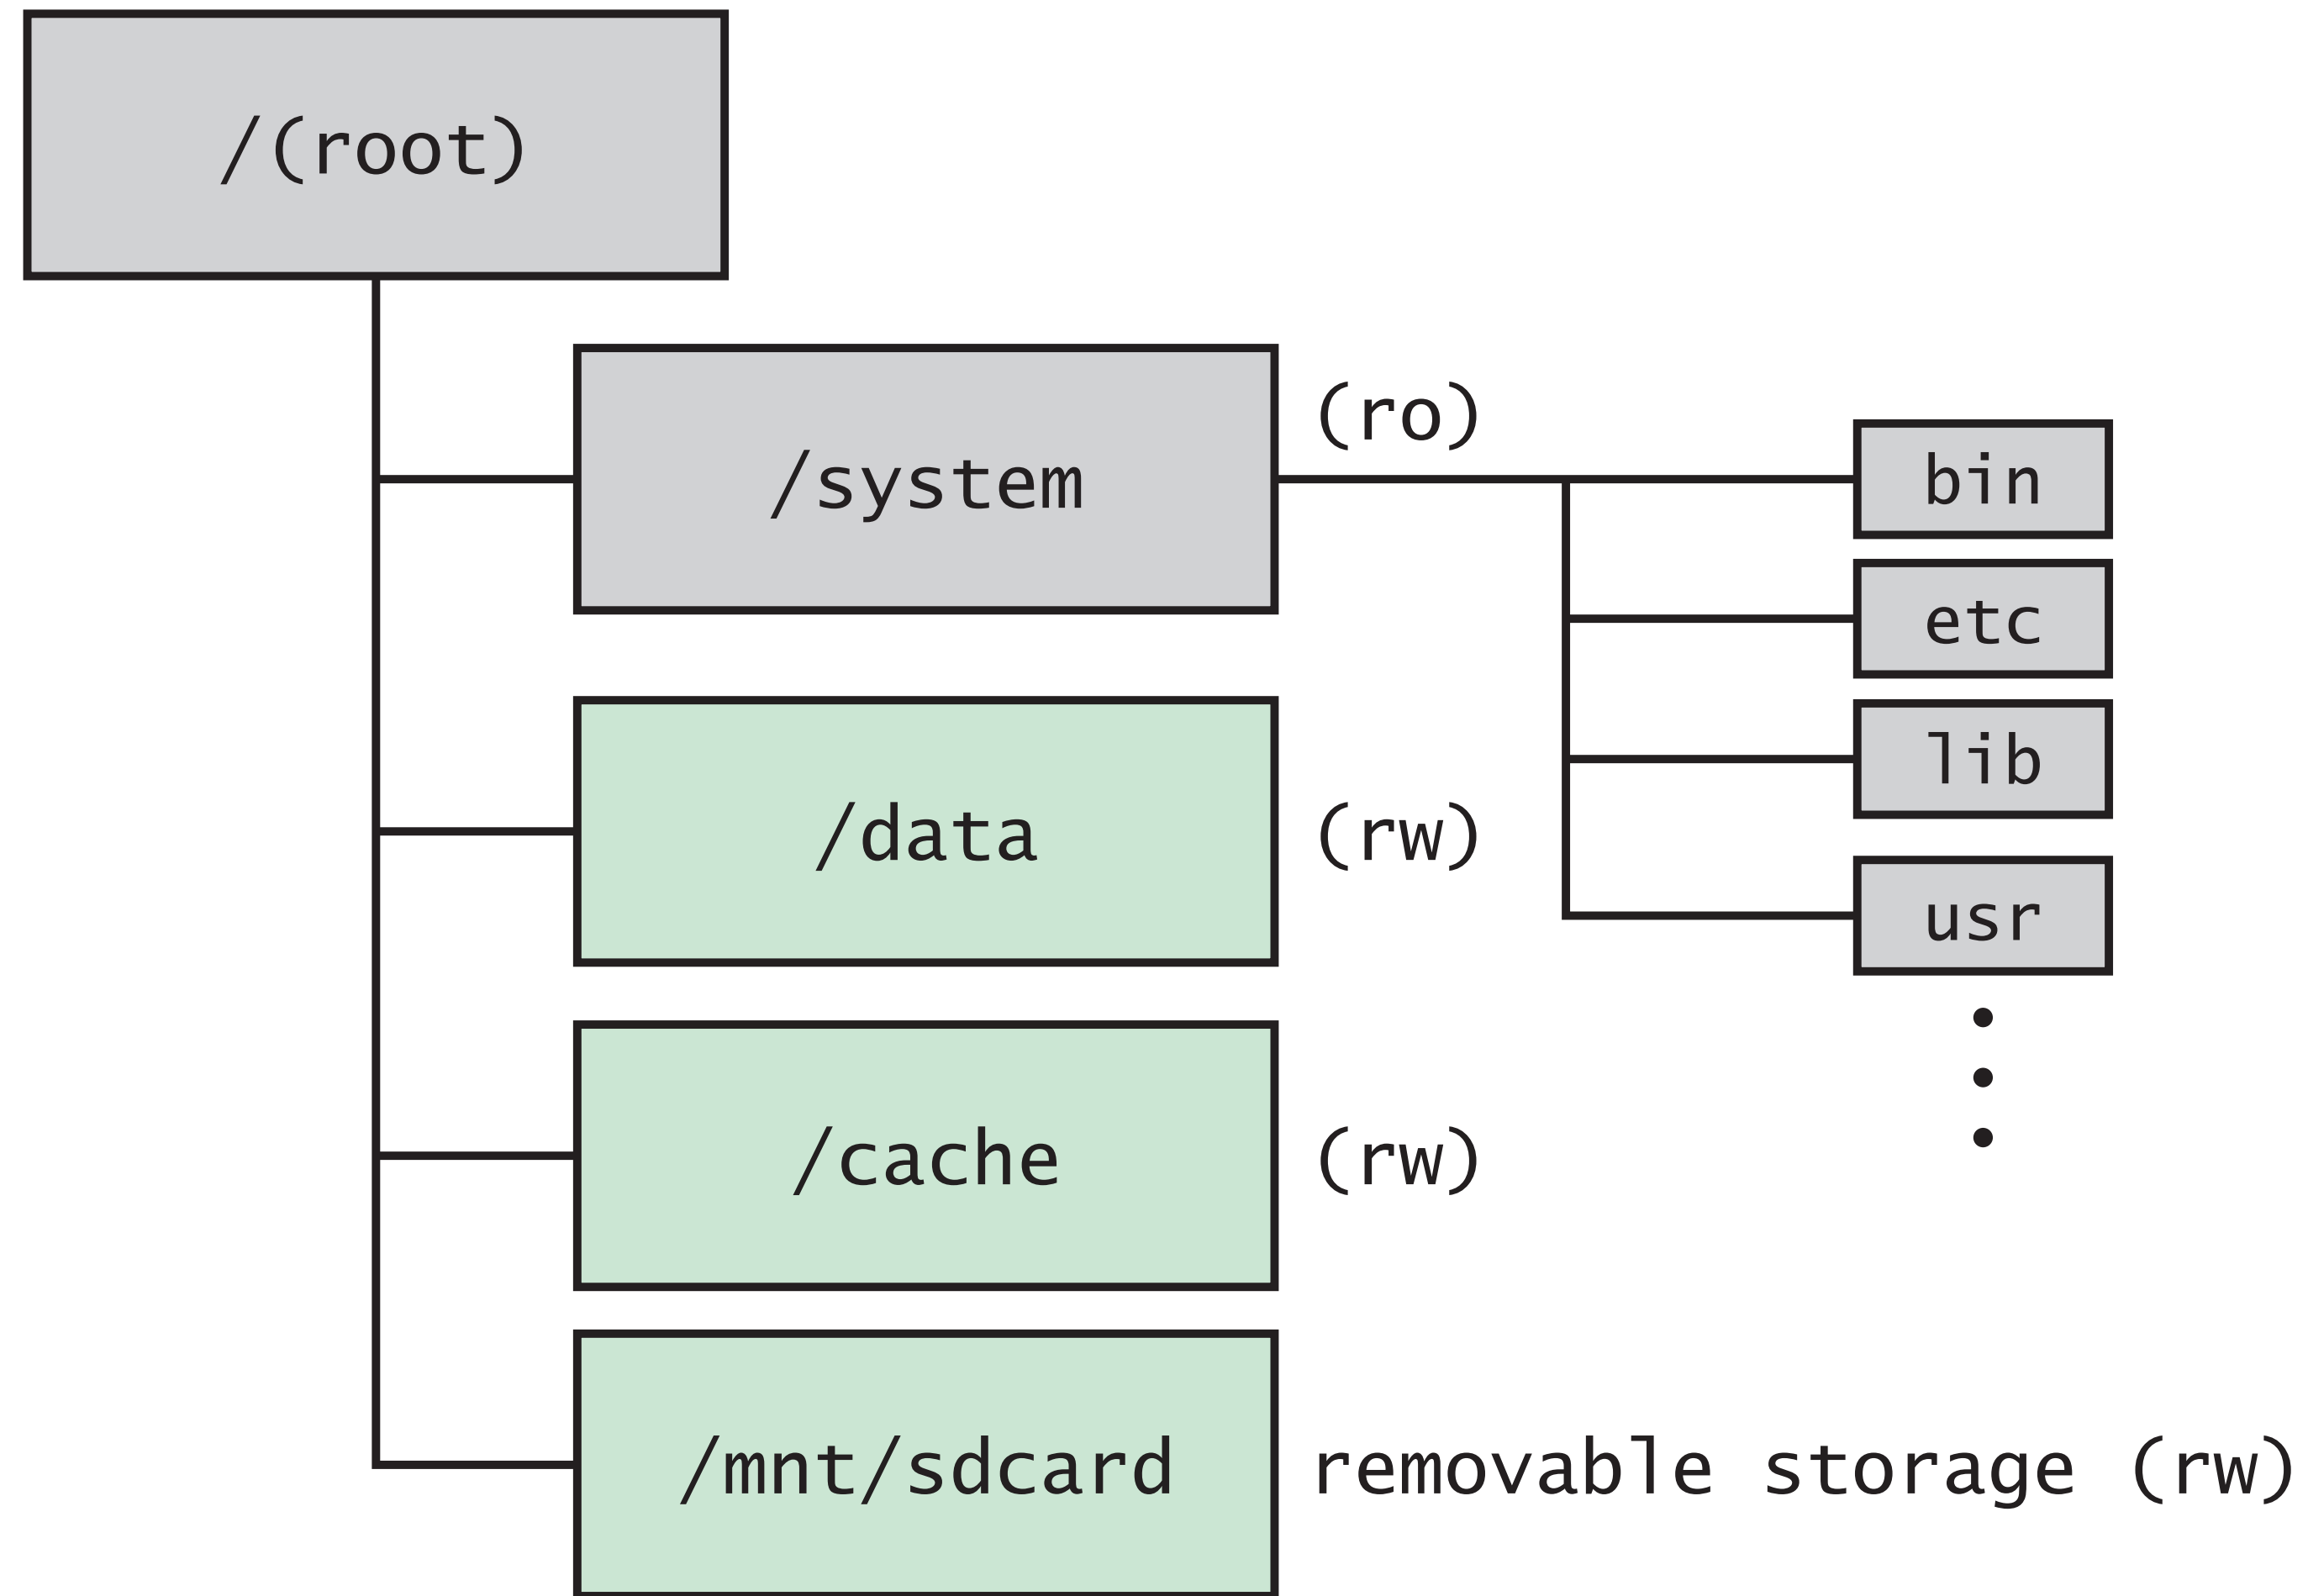 /(root)
/system
(ro)
bin
etc
lib
usr
/data
(rw)
/cache
(rw)
/mnt/sdcard
removable storage (rw)